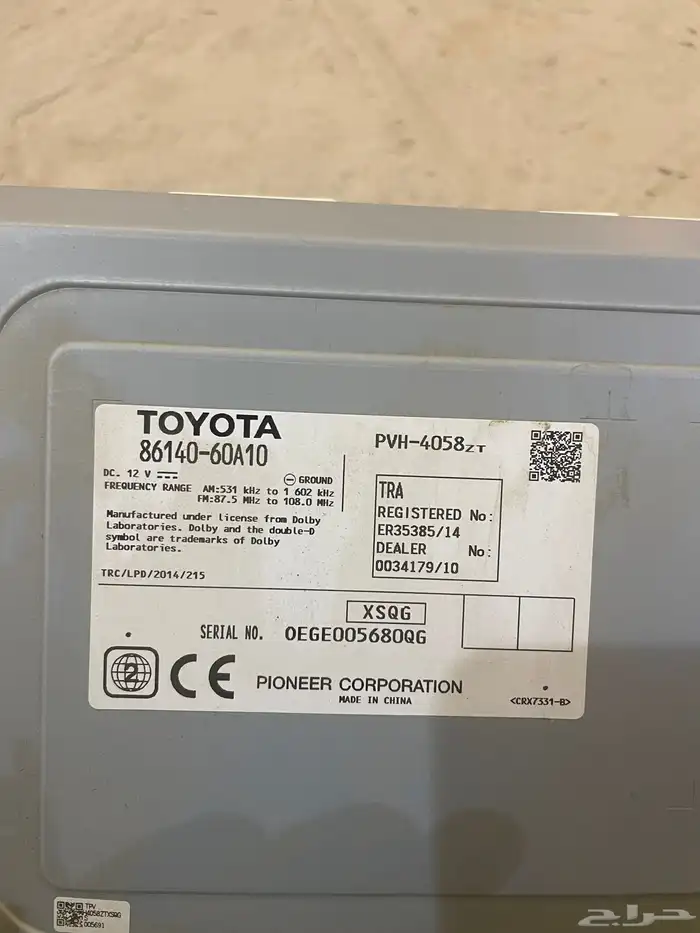 TOYOTA
86140-60A10
DC. 12 V
GROUND
FREQUENCY RANGE AM:531 kHz to 1 602 kHz
FM:87.5 MHz to 108.0 MHz
Manufactured under license from Dolby
Laboratories. Dolby and the double-D
symbol are trademarks of Dolby
Laboratories.
TRC/LPD/2014/215
PVH-4058ZT
TRA
REGISTERED No:
ER35385/14
DEALER No:
0034179/10
XSQG
SERIAL NO. OEGE005680QG
2
CE
PIONEER CORPORATION
MADE IN CHINA
<CRX7331-B>
TPV
005691
حراج